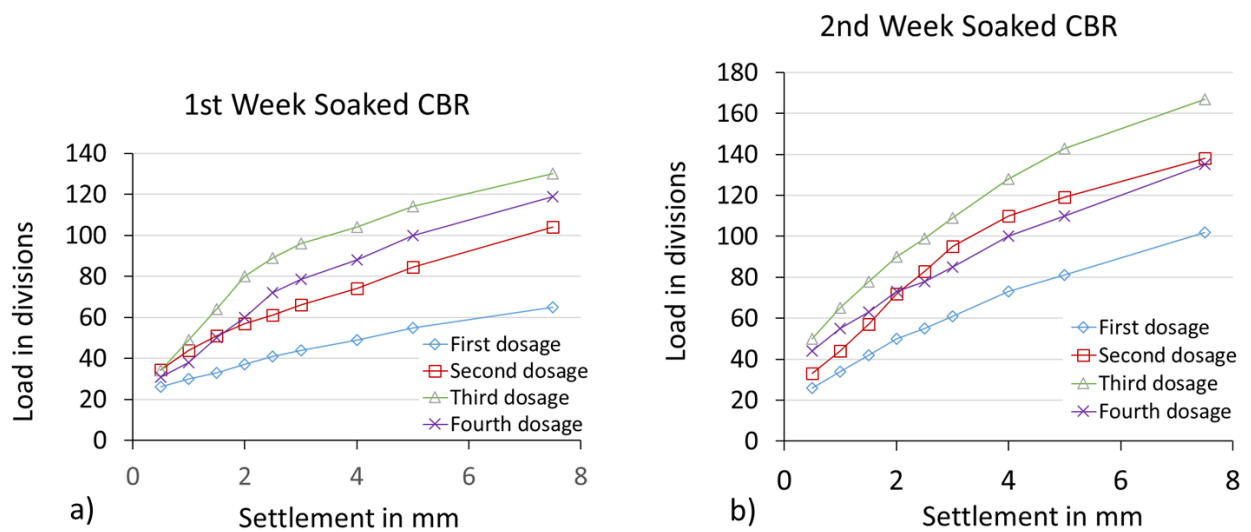 1st Week Soaked CBR
Load in divisions
140
120
100
80
60
40
20
0
0 2 4 6 8
Settlement in mm
First dosage
Second dosage
Third dosage
Fourth dosage
a)
2nd Week Soaked CBR
Load in divisions
180
160
140
120
100
80
60
40
20
0
0 2 4 6 8
Settlement in mm
First dosage
Second dosage
Third dosage
Fourth dosage
b)